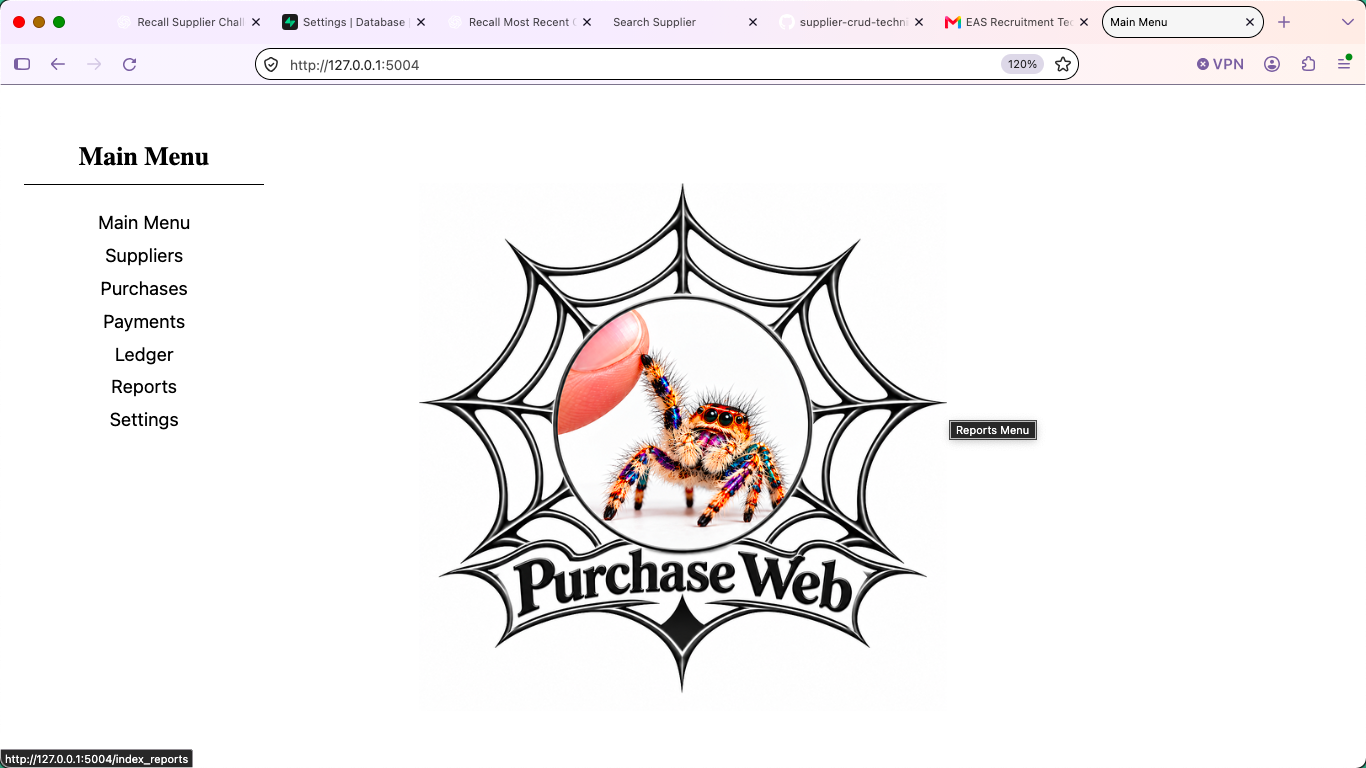 Recall Supplier Chall
Settings | Database |
Recall Most Recent C
Search Supplier
supplier-crud-techni
EAS Recruitment Tec
Main Menu
http://127.0.0.1:5004
120%
VPN
Main Menu
Main Menu
Suppliers
Purchases
Payments
Ledger
Reports
Settings
Reports Menu
Purchase Web
http://127.0.0.1:5004/index_reports